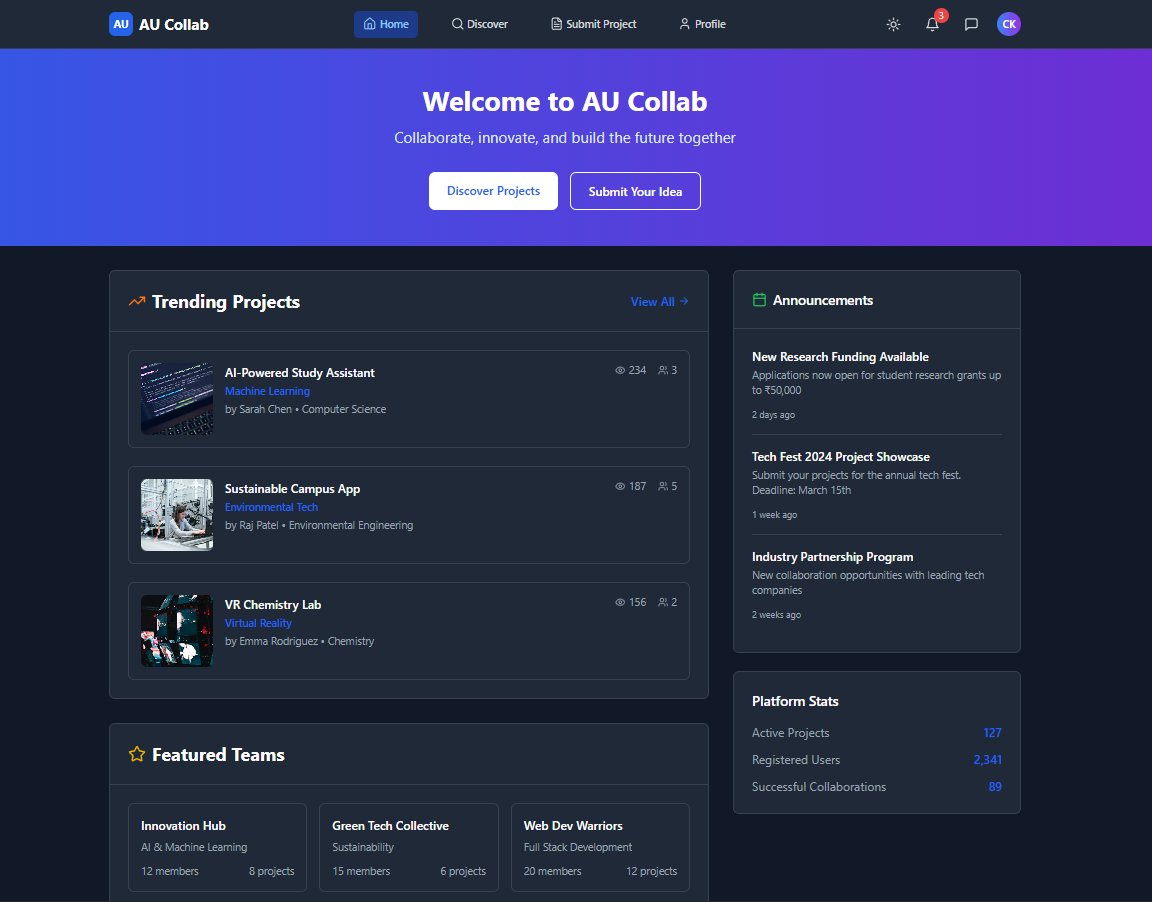 AU
AU Collab
Home
Discover
Submit Project
Profile
3
CK
Welcome to AU Collab
Collaborate, innovate, and build the future together
Discover Projects
Submit Your Idea
Trending Projects
View All
AI-Powered Study Assistant
Machine Learning
by Sarah Chen • Computer Science
234
3
Sustainable Campus App
Environmental Tech
by Raj Patel • Environmental Engineering
187
5
VR Chemistry Lab
Virtual Reality
by Emma Rodriguez • Chemistry
156
2
Featured Teams
Innovation Hub
AI & Machine Learning
12 members
8 projects
Green Tech Collective
Sustainability
15 members
6 projects
Web Dev Warriors
Full Stack Development
20 members
12 projects
Announcements
New Research Funding Available
Applications now open for student research grants up
to ₹50,000
2 days ago
Tech Fest 2024 Project Showcase
Submit your projects for the annual tech fest.
Deadline: March 15th
1 week ago
Industry Partnership Program
New collaboration opportunities with leading tech
companies
2 weeks ago
Platform Stats
Active Projects
127
Registered Users
2,341
Successful Collaborations
89